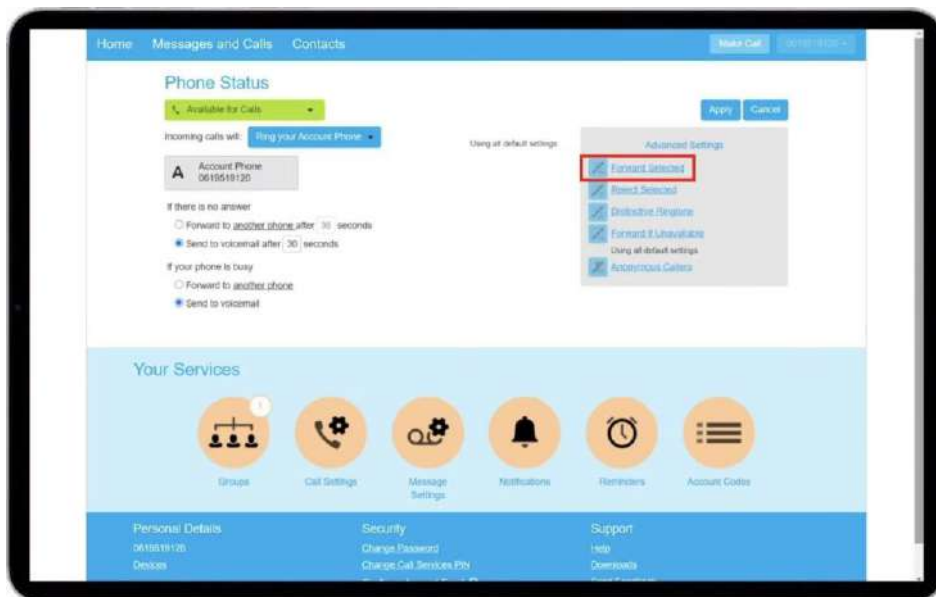 Home Messages and Calls Contacts
Make Call
Phone Status
Available for Calls
Apply Cancel
Incoming calls will: Ring your Account Phone
Using all default settings
Advanced Settings
A Account Phone
0619519120
Forward Selected
Reject Selected
Distinctive Ringtone
Forward If Unavailable
Using all default settings
Anonymous Callers
If there is no answer
Forward to another phone after 36 seconds
Send to voicemail after 36 seconds
If your phone is busy
Forward to another phone
Send to voicemail
Your Services
1
Groups
Call Settings
Message
Settings
Notifications
Reminders
Account Codes
Personal Details
0619519120
Devices
Security
Change Password
Change Call Services PIN
Support
Help
Downloads